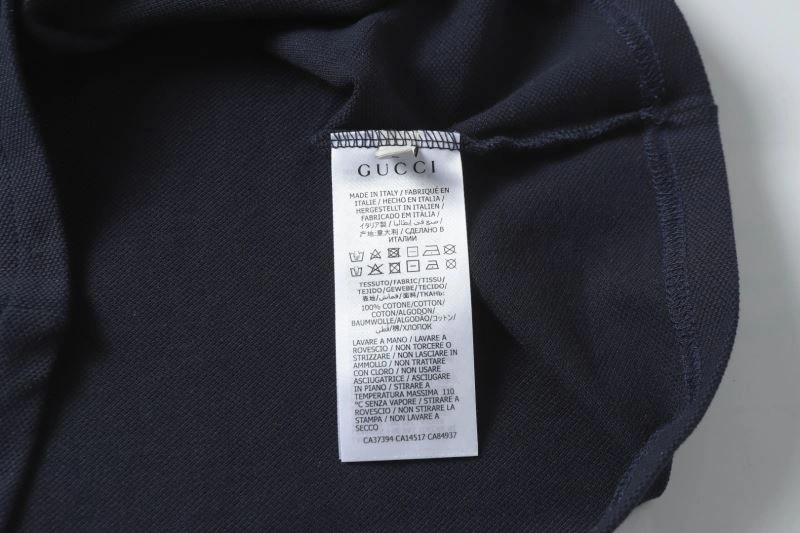 GUCCI
MADE IN ITALY / FABRIQUÉ EN
ITALIE / HECHO EN ITALIA /
HERGESTELLT IN ITALIEN /
FABRICADO EM ITÁLIA /
イタリア製 / صنع في إيطاليا /
产地:意大利 / СДЕЛАНО В
ИТАЛИИ
TESSUTO/FABRIC/TISSU/
TEJIDO/GEWEBE/TECIDO/
表地/قماش/面料/ТКАНЬ:
100% COTONE/COTTON/
COTON/ALGODON/
BAUMWOLLE/ALGODÃO/コットン/
قطن/棉/ХЛОПОК
LAVARE A MANO / LAVARE A
ROVESCIO / NON TORCERE O
STRIZZARE / NON LASCIARE IN
AMMOLLO / NON TRATTARE
CON CLORO / NON USARE
ASCIUGATRICE / ASCIUGARE
IN PIANO / STIRARE A
TEMPERATURA MASSIMA 110
°C SENZA VAPORE / STIRARE A
ROVESCIO / NON STIRARE LA
STAMPA / NON LAVARE A
SECCO
CA37394 CA14517 CA84937